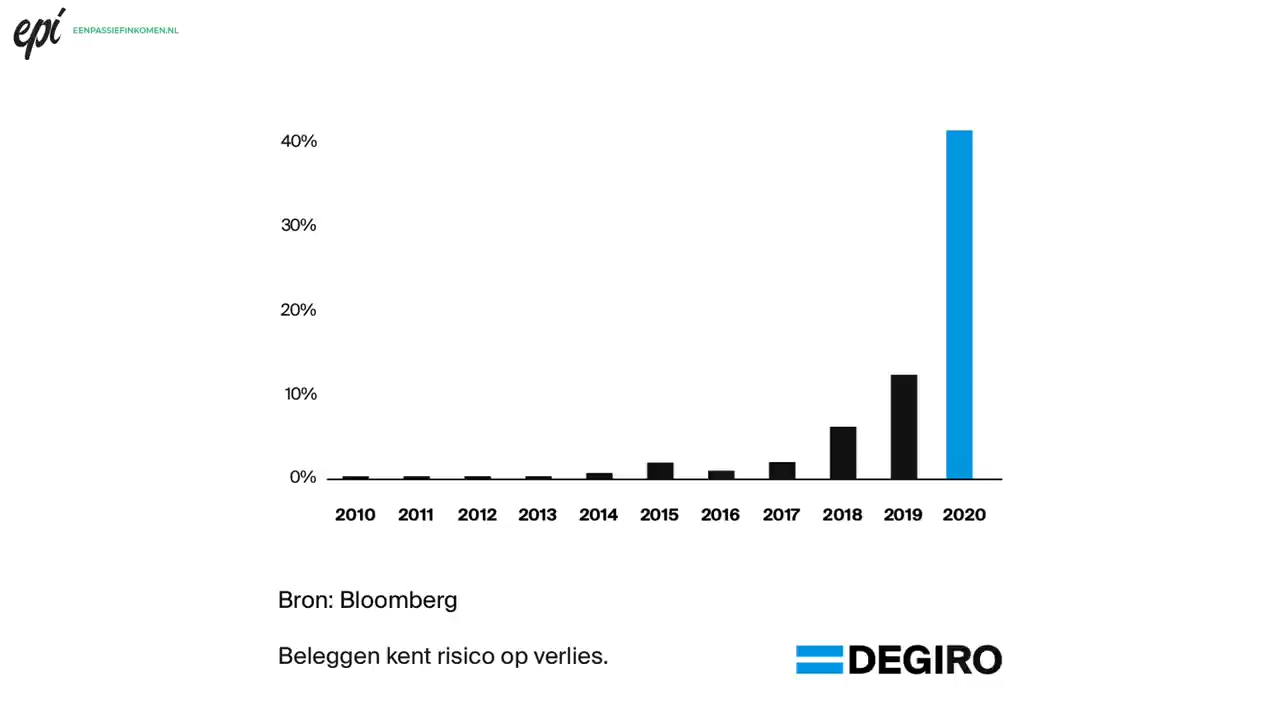 epi EENPASSIEFINKOMEN.NL
40%
30%
20%
10%
0%
2010 2011 2012 2013 2014 2015 2016 2017 2018 2019 2020
Bron: Bloomberg
Beleggen kent risico op verlies.
DEGIRO